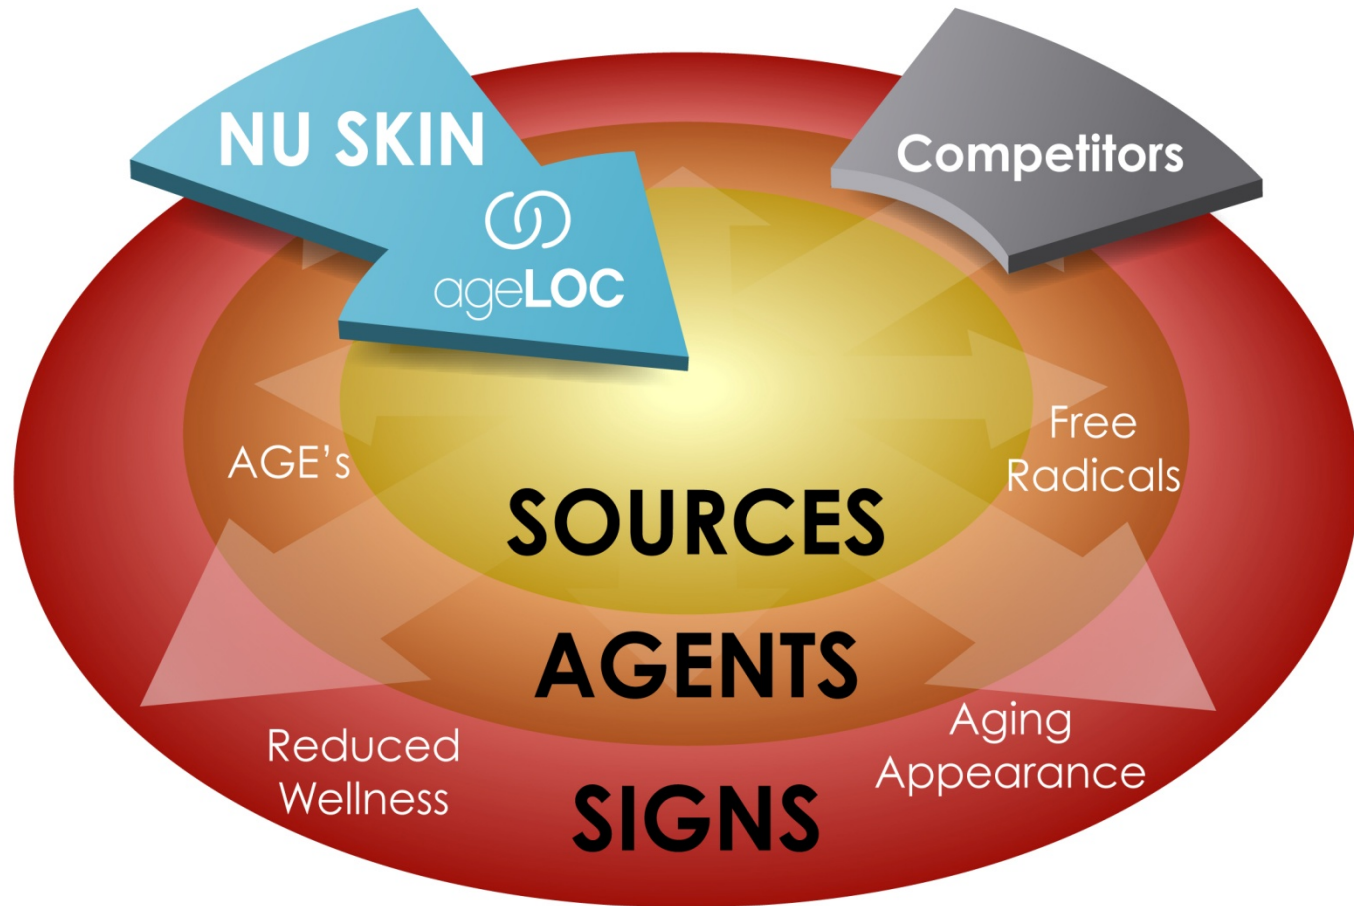 NU SKIN
ageLOC
Competitors
AGE's
Free
Radicals
SOURCES
AGENTS
Reduced
Wellness
Aging
Appearance
SIGNS